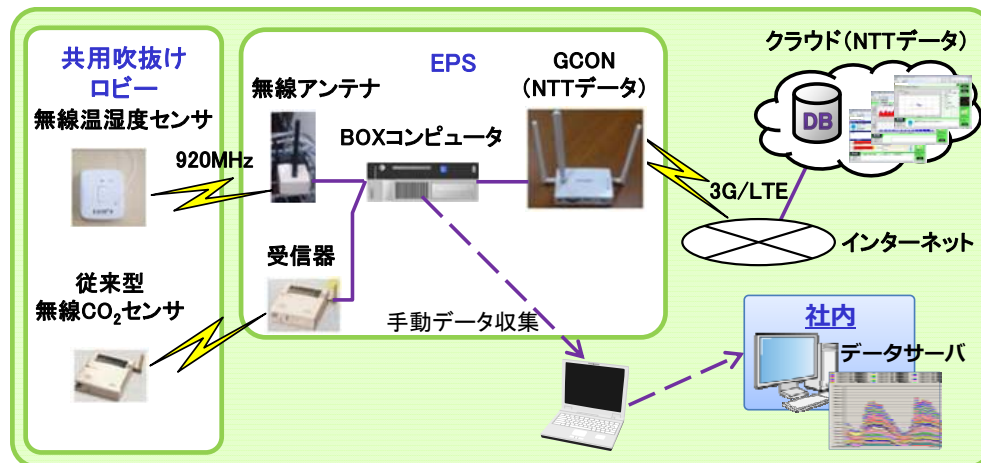 共用吹抜け
ロビー
無線温湿度センサ
920MHz
従来型
無線CO₂センサ
EPS
無線アンテナ
BOXコンピュータ
GCON
(NTTデータ)
受信器
手動データ収集
3G/LTE
クラウド(NTTデータ)
DB
インターネット
社内
データサーバ